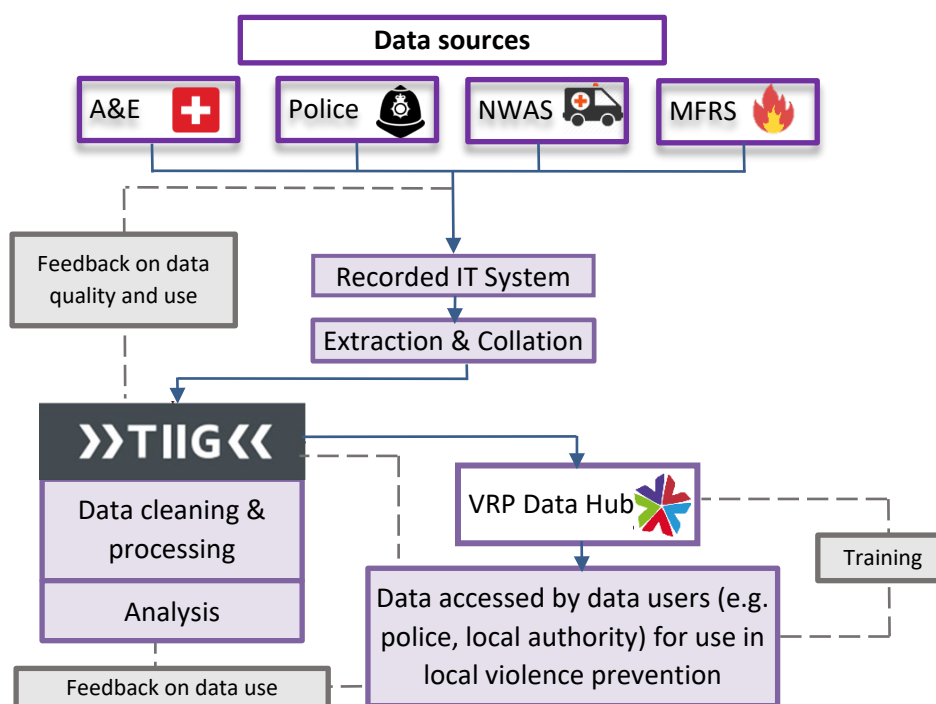 Data sources
A&E
Police
NWAS
MFRS
Feedback on data
quality and use
Recorded IT System
Extraction & Collation
»TIIG«
Data cleaning &
processing
Analysis
VRP Data Hub
Training
Data accessed by data users (e.g.
police, local authority) for use in
local violence prevention
Feedback on data use